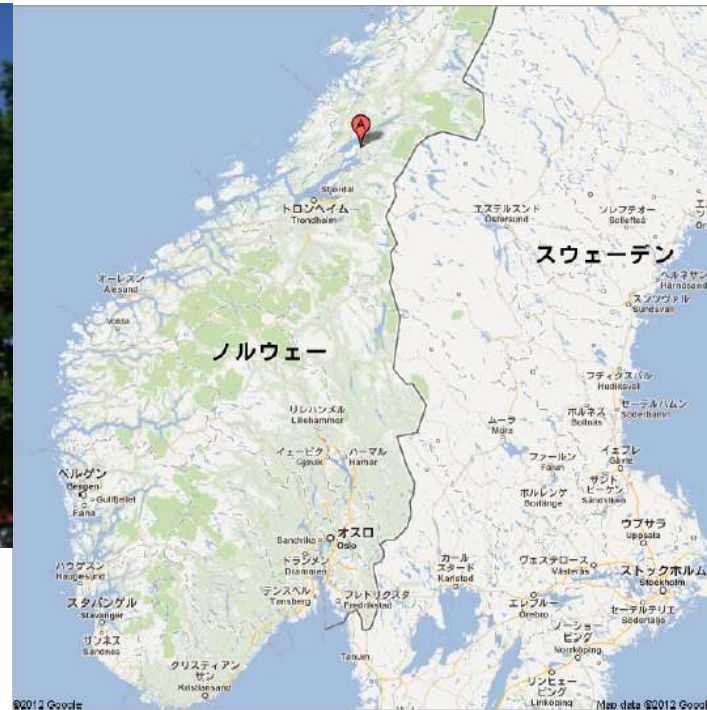 A
Stjørdal
トロンヘイム
Trondheim
エステルスンド
Östersund
ソレフテオー
Sollefteå
スウェーデン
ヘルネサン
Härnösand
スンツヴァル
Sundsvall
オーレスン
Ålesund
Volda
ノルウェー
フディクスバル
Hudiksvall
リレハンメル
Lillehammer
ムーラ
Mora
ボルネス
Bollnäs
セーデルハムン
Söderhamn
イェービク
Gjøvik
ハーマル
Hamar
ファールン
Falun
イェブレ
Gävle
ベルゲン
Bergen
Gullfjellet
Fana
ボルレンゲ
Borlänge
サンド
ビーケン
Sandviken
ウプサラ
Uppsala
Sandvika
オスロ
Oslo
ハウゲスン
Haugesund
ドランメン
Drammen
カール
スタード
Karlstad
ヴェステロース
Västerås
ストックホルム
Stockholm
スタバンゲル
Stavanger
テンスベル
Tønsberg
フレドリクスタ
Fredrikstad
エレブルー
Örebro
セーデルテリエ
Södertälje
サンネス
Sandnes
ノーショ
ピング
Norrköping
クリスティアン
サン
Kristiansand
Tanum
リンヒェー
ピング
Linköping
©2012 Google
Map data ©2012 Googl